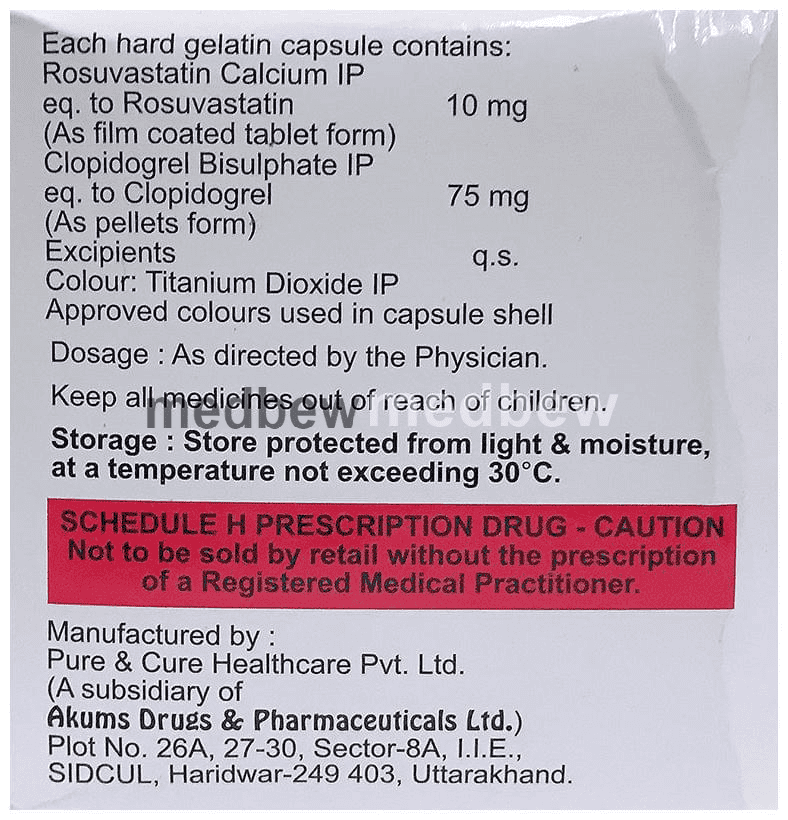 Each hard gelatin capsule contains:
Rosuvastatin Calcium IP
eq. to Rosuvastatin 10 mg
(As film coated tablet form)
Clopidogrel Bisulphate IP
eq. to Clopidogrel 75 mg
(As pellets form)
Excipients q.s.
Colour: Titanium Dioxide IP
Approved colours used in capsule shell
Dosage : As directed by the Physician.
Keep all medicines out of reach of children.
medbew medbew
Storage : Store protected from light & moisture,
at a temperature not exceeding 30°C.
SCHEDULE H PRESCRIPTION DRUG - CAUTION
Not to be sold by retail without the prescription
of a Registered Medical Practitioner.
Manufactured by :
Pure & Cure Healthcare Pvt. Ltd.
(A subsidiary of
Akums Drugs & Pharmaceuticals Ltd.)
Plot No. 26A, 27-30, Sector-8A, I.I.E.,
SIDCUL, Haridwar-249 403, Uttarakhand.